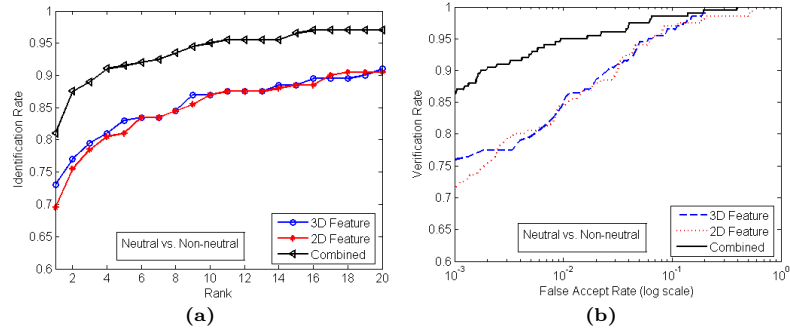 1
0.95
0.9
0.85
0.8
0.75
0.7
0.65
0.6
Identification Rate
2 4 6 8 10 12 14 16 18 20
Rank
Neutral vs. Non-neutral
3D Feature
2D Feature
Combined
(a)
1
0.95
0.9
0.85
0.8
0.75
0.7
0.65
0.6
Verification Rate
10-3 10-2 10-1 100
False Accept Rate (log scale)
Neutral vs. Non-neutral
3D Feature
2D Feature
Combined
(b)